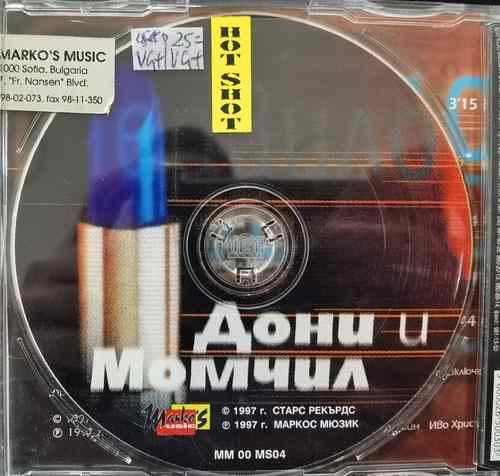 MARKO'S MUSIC
1000 Sofia, Bulgaria
"Fr. Nansen" Blvd.
98-02-073, fax 98-11-350
25=
VG+ VG+
HOT SHOT
3'15
Дони и
Момчил
Marko's
Music
© 1997 г. СТАРС РЕКЪРДС
℗ 1997 г. МАРКОС МЮЗИК
MM 00 MS04
Иво Хрис